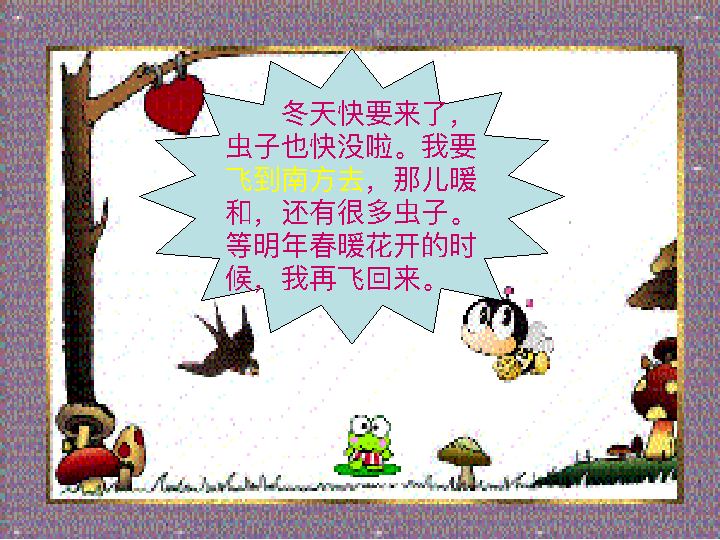 冬天快要来了，
虫子也快没啦。我要
飞到南方去，那儿暖
和，还有很多虫子。
等明年春暖花开的时
候，我再飞回来。